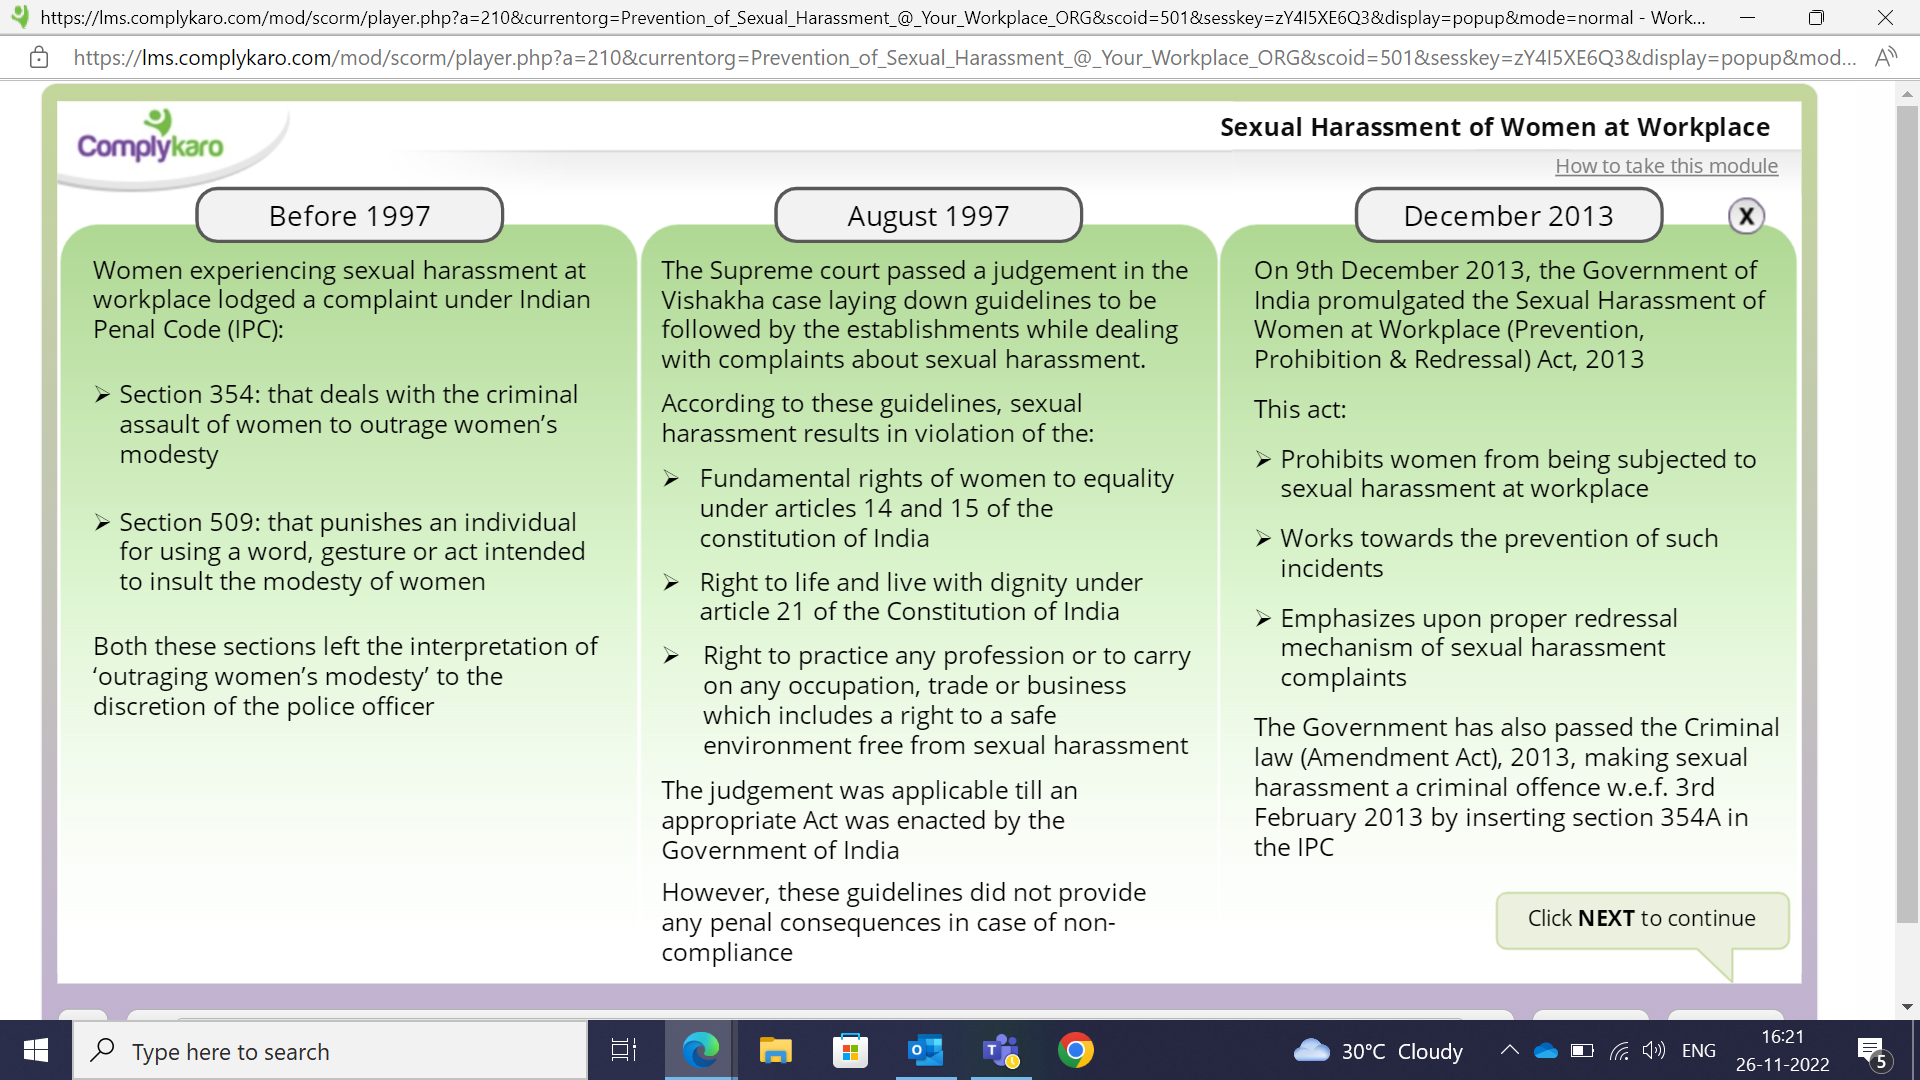 https://lms.complykaro.com/mod/scorm/player.php?a=210&currentorg=Prevention_of_Sexual_Harassment_@_Your_Workplace_ORG&scoid=501&sesskey=zY4I5XE6Q3&display=popup&mode=normal - Work...
https://lms.complykaro.com/mod/scorm/player.php?a=210&currentorg=Prevention_of_Sexual_Harassment_@_Your_Workplace_ORG&scoid=501&sesskey=zY4I5XE6Q3&display=popup&mod...
Complykaro
Sexual Harassment of Women at Workplace
How to take this module
Before 1997
Women experiencing sexual harassment at
workplace lodged a complaint under Indian
Penal Code (IPC):
➢ Section 354: that deals with the criminal
assault of women to outrage women’s
modesty
➢ Section 509: that punishes an individual
for using a word, gesture or act intended
to insult the modesty of women
Both these sections left the interpretation of
‘outraging women’s modesty’ to the
discretion of the police officer
August 1997
The Supreme court passed a judgement in the
Vishakha case laying down guidelines to be
followed by the establishments while dealing
with complaints about sexual harassment.
According to these guidelines, sexual
harassment results in violation of the:
➢ Fundamental rights of women to equality
under articles 14 and 15 of the
constitution of India
➢ Right to life and live with dignity under
article 21 of the Constitution of India
➢ Right to practice any profession or to carry
on any occupation, trade or business
which includes a right to a safe
environment free from sexual harassment
The judgement was applicable till an
appropriate Act was enacted by the
Government of India
However, these guidelines did not provide
any penal consequences in case of non-
compliance
December 2013
X
On 9th December 2013, the Government of
India promulgated the Sexual Harassment of
Women at Workplace (Prevention,
Prohibition & Redressal) Act, 2013
This act:
➢ Prohibits women from being subjected to
sexual harassment at workplace
➢ Works towards the prevention of such
incidents
➢ Emphasizes upon proper redressal
mechanism of sexual harassment
complaints
The Government has also passed the Criminal
law (Amendment Act), 2013, making sexual
harassment a criminal offence w.e.f. 3rd
February 2013 by inserting section 354A in
the IPC
Click NEXT to continue
Type here to search
30°C Cloudy
ENG
16:21
26-11-2022
5